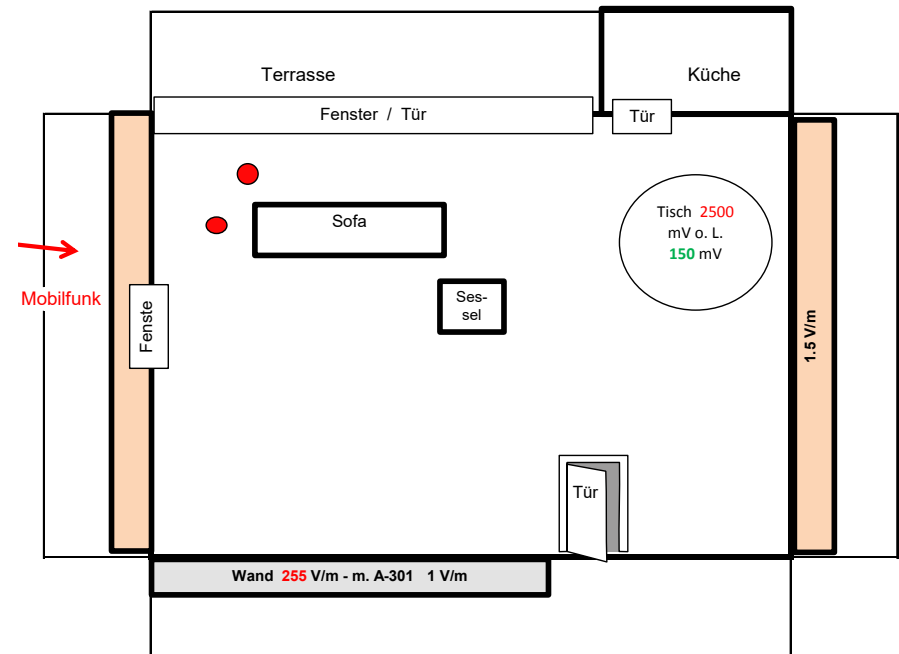 Terrasse
Küche
Fenster / Tür
Tür
Sofa
Tisch 2500
mV o. L.
150 mV
Mobilfunk
Fenste
Ses-
sel
1.5 V/m
Tür
Wand 255 V/m - m. A-301 1 V/m